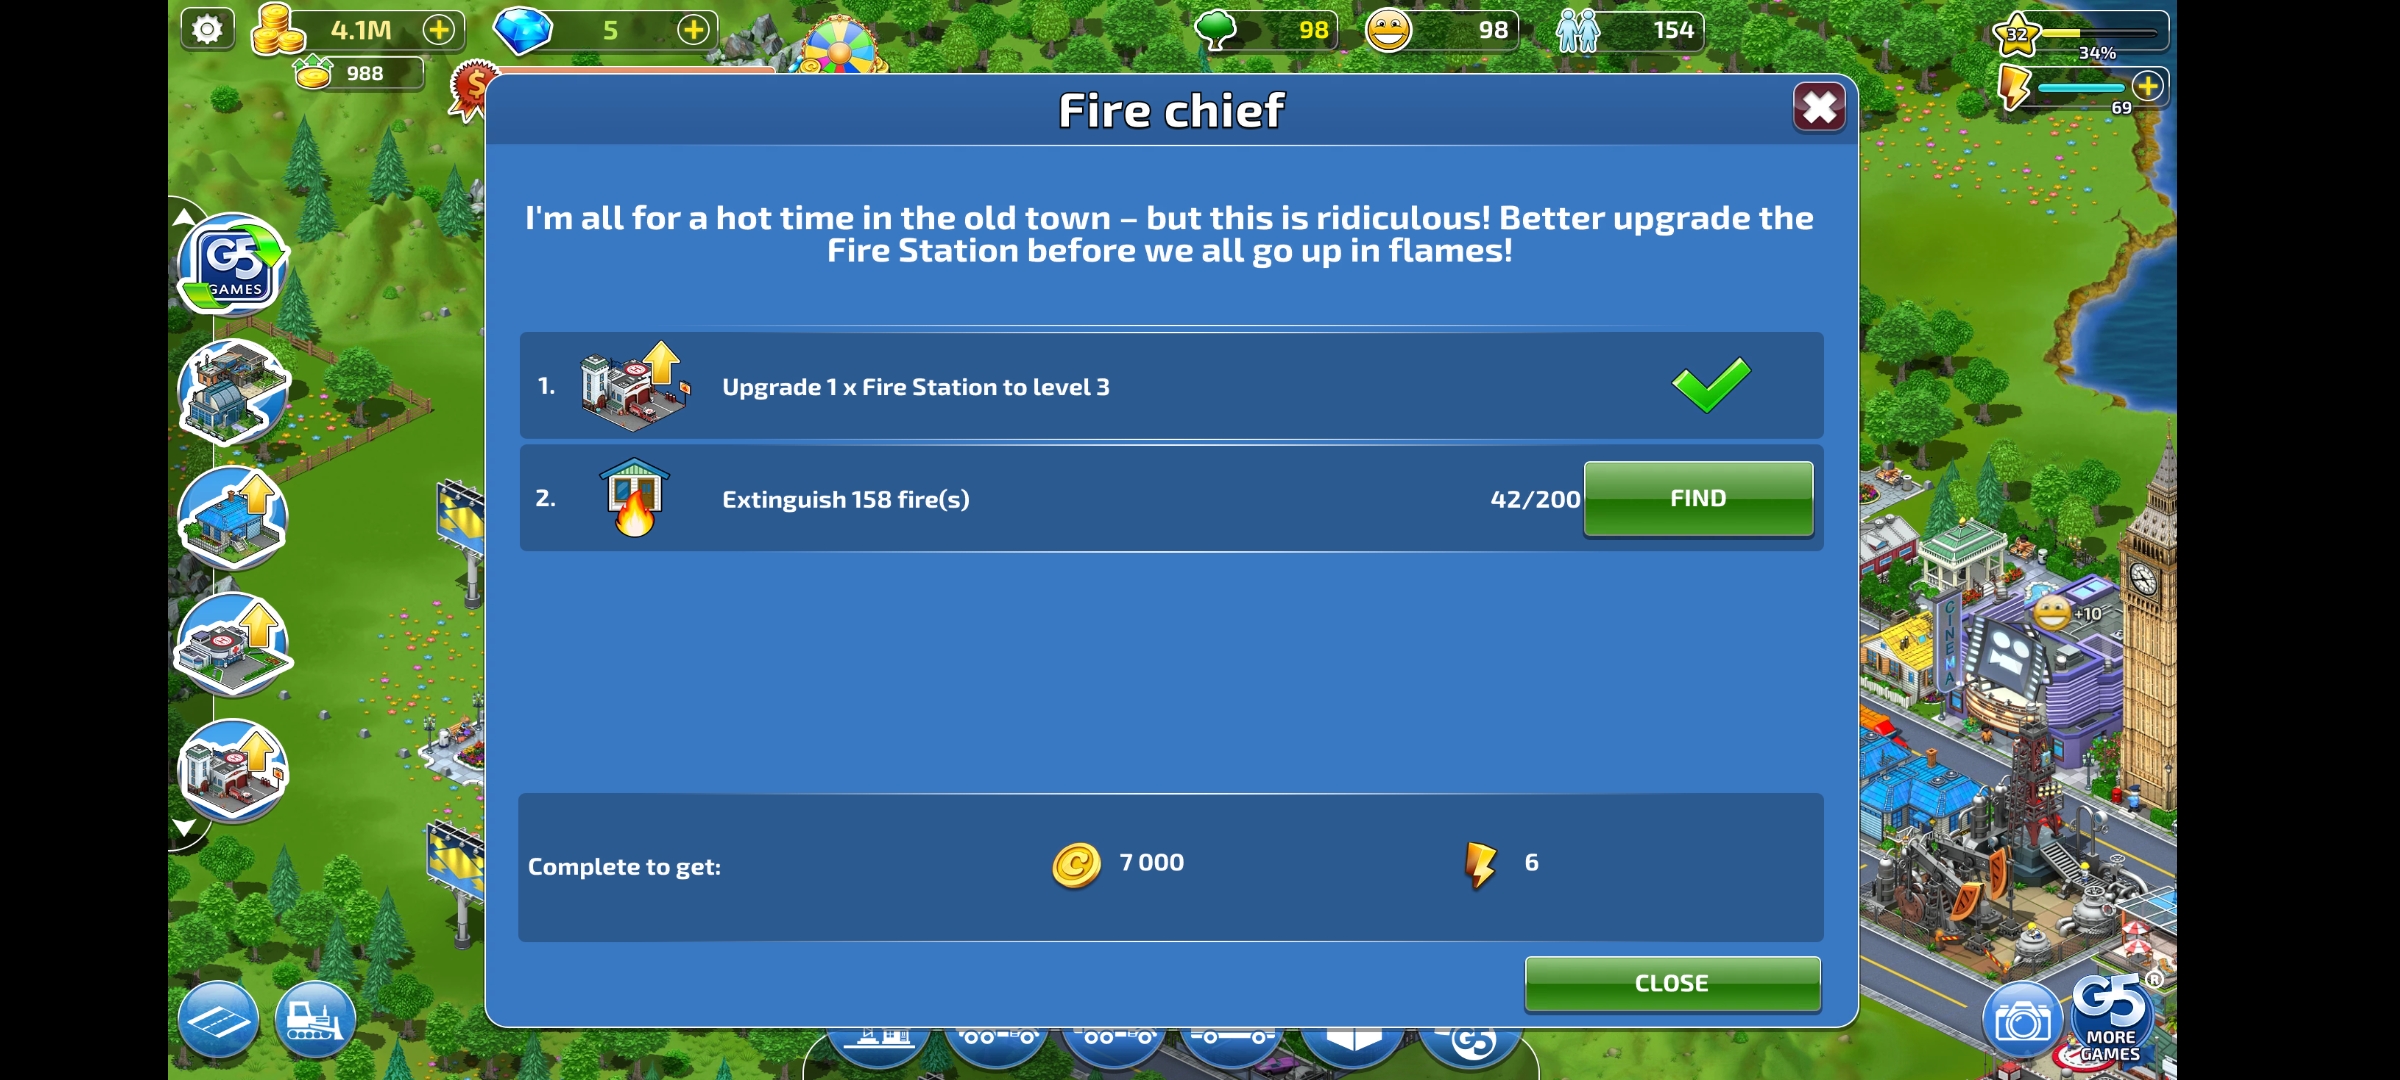 4.1M
5
98
98
154
32
34%
988
69
Fire chief
I'm all for a hot time in the old town – but this is ridiculous! Better upgrade the
Fire Station before we all go up in flames!
G5
GAMES
1.
Upgrade 1 x Fire Station to level 3
2.
Extinguish 158 fire(s)
42/200
FIND
+10
CINEMA
Complete to get:
7 000
6
CLOSE
G5
G5®
MORE
GAMES